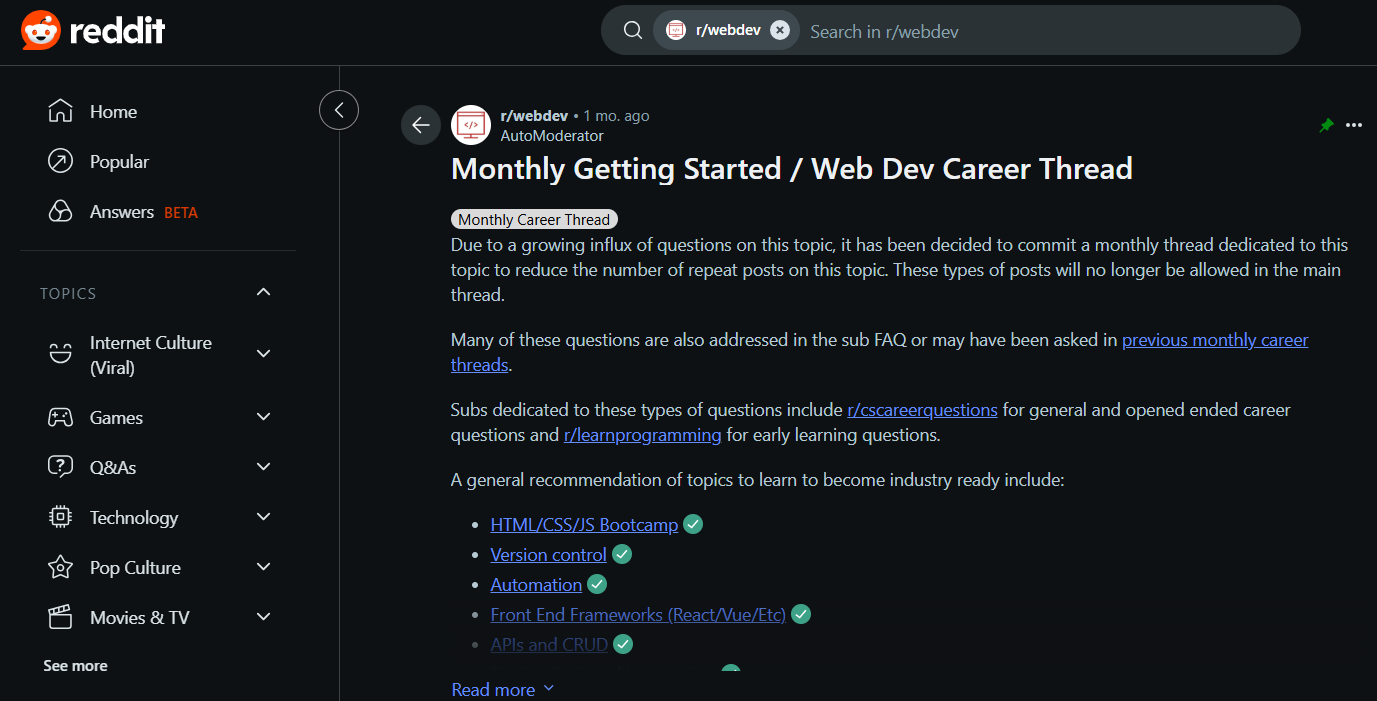 reddit
r/webdev
Search in r/webdev
Home
Popular
Answers BETA
TOPICS
Internet Culture
(Viral)
Games
Q&As
Technology
Pop Culture
Movies & TV
See more
r/webdev • 1 mo. ago
AutoModerator
Monthly Getting Started / Web Dev Career Thread
Monthly Career Thread
Due to a growing influx of questions on this topic, it has been decided to commit a monthly thread dedicated to this
topic to reduce the number of repeat posts on this topic. These types of posts will no longer be allowed in the main
thread.
Many of these questions are also addressed in the sub FAQ or may have been asked in previous monthly career
threads.
Subs dedicated to these types of questions include r/cscareerquestions for general and opened ended career
questions and r/learnprogramming for early learning questions.
A general recommendation of topics to learn to become industry ready include:
• HTML/CSS/JS Bootcamp
• Version control
• Automation
• Front End Frameworks (React/Vue/Etc)
• APIs and CRUD
Read more